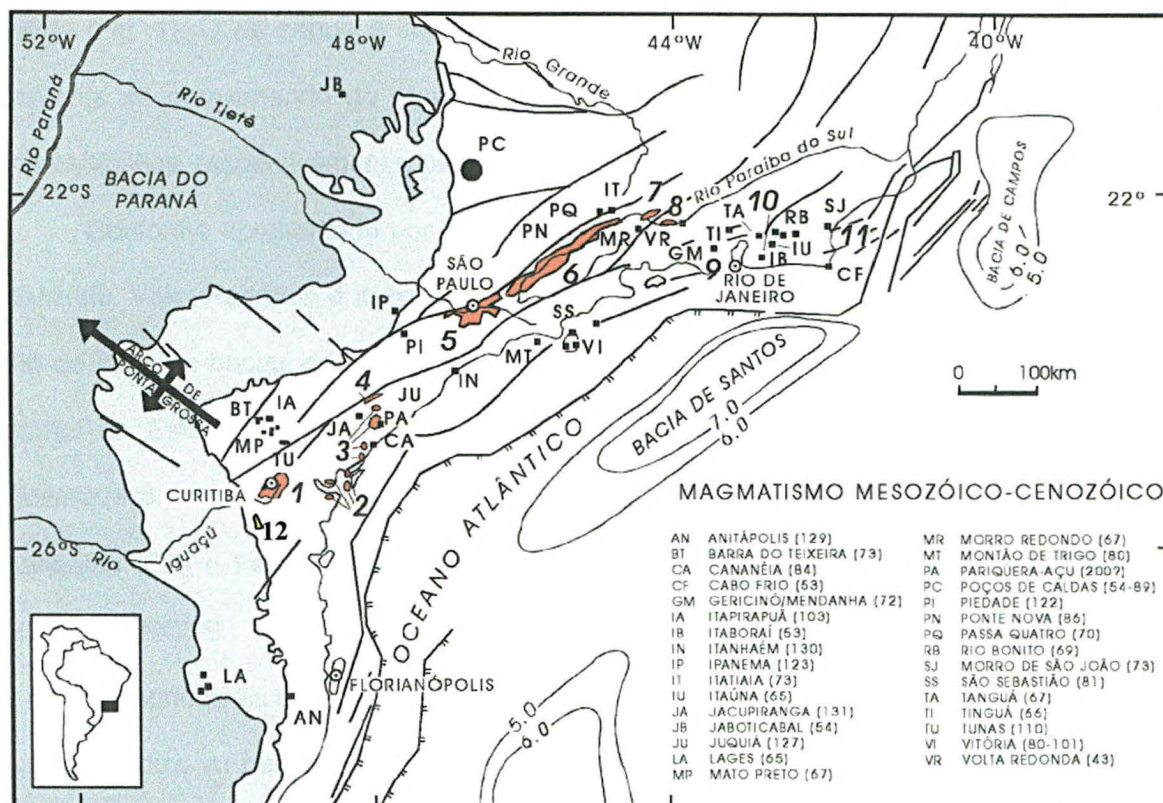 52°W
48°W
44°W
40°W
Rio Paraná
Rio Tietê
JB
Rio Grande
PC
22°S
22°
BACIA DO
PARANÁ
Rio Paraíba do Sul
BACIA DE CAMPOS
6.0
5.0
PQ
IT
7
8
PN
MR
VR
TA
10
RB
SJ
TI
11
GM
IU
IB
9
CF
6
SÃO
PAULO
RIO DE
JANEIRO
IP
5
PI
SS
MT
VI
IN
0
100km
ARCO DE
PONTA GROSSA
BT
IA
MP
4
JU
JA
PA
3
CA
TU
CURITIBA
1
2
12
BACIA DE SANTOS
7.0
6.0
OCEANO ATLÂNTICO
26°S
Rio Iguaçú
LA
AN
FLORIANÓPOLIS
5.0
6.0
MAGMATISMO MESOZÓICO-CENOZÓICO
AN ANITÁPOLIS (129)
BT BARRA DO TEIXEIRA (73)
CA CANANÉIA (84)
CF CABO FRIO (53)
GM GERICINÓ/MENDANHA (72)
IA ITAPIRAPUÃ (103)
IB ITABORAÍ (53)
IN ITANHAÉM (130)
IP IPANEMA (123)
IT ITATIAIA (73)
IU ITAÚNA (65)
JA JACUPIRANGA (131)
JB JABOTICABAL (54)
JU JUQUIÁ (127)
LA LAGES (65)
MP MATO PRETO (67)
MR MORRO REDONDO (67)
MT MONTÃO DE TRIGO (80)
PA PARIQUERA-AÇU (200?)
PC POÇOS DE CALDAS (54-89)
PI PIEDADE (122)
PN PONTE NOVA (86)
PQ PASSA QUATRO (70)
RB RIO BONITO (69)
SJ MORRO DE SÃO JOÃO (73)
SS SÃO SEBASTIÃO (81)
TA TANGUÁ (67)
TI TINGUÁ (66)
TU TUNAS (110)
VI VITÓRIA (80-101)
VR VOLTA REDONDA (43)